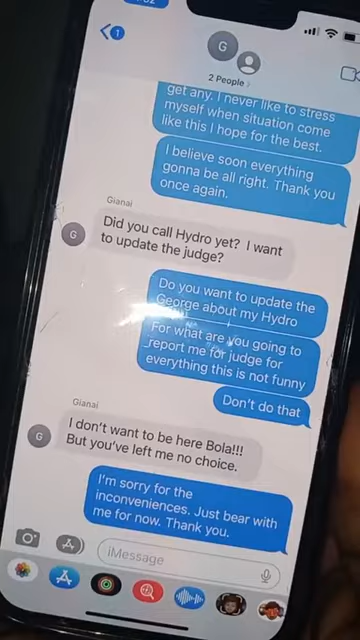 1
G
2 People
get any. I never like to stress
myself when situation come
like this I hope for the best.
I believe soon everything
gonna be all right. Thank you
once again.
Gianai
Did you call Hydro yet? I want
to update the judge?
G
Do you want to update the
George about my Hydro
For what are you going to
report me for judge for
everything this is not funny
Don't do that
Gianai
I don't want to be here Bola!!!
But you've left me no choice.
G
I'm sorry for the
inconveniences. Just bear with
me for now. Thank you.
iMessage